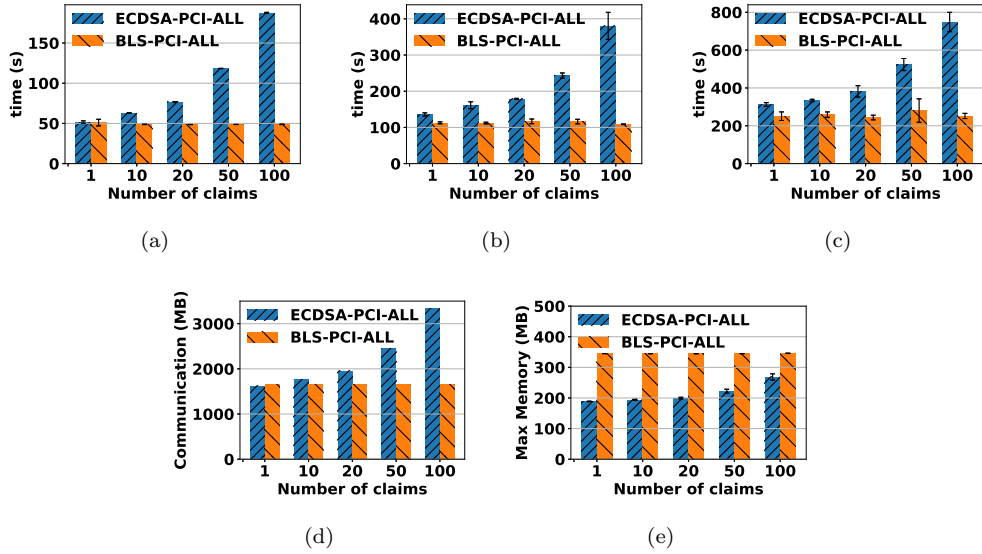 ECDSA-PCI-ALL
BLS-PCI-ALL
time (s)
150
100
50
0
1 10 20 50 100
Number of claims
(a)
ECDSA-PCI-ALL
BLS-PCI-ALL
time (s)
400
300
200
100
0
1 10 20 50 100
Number of claims
(b)
ECDSA-PCI-ALL
BLS-PCI-ALL
time (s)
800
600
400
200
0
1 10 20 50 100
Number of claims
(c)
ECDSA-PCI-ALL
BLS-PCI-ALL
Communication (MB)
3000
2000
1000
0
1 10 20 50 100
Number of claims
(d)
ECDSA-PCI-ALL
BLS-PCI-ALL
Max Memory (MB)
500
400
300
200
100
0
1 10 20 50 100
Number of claims
(e)